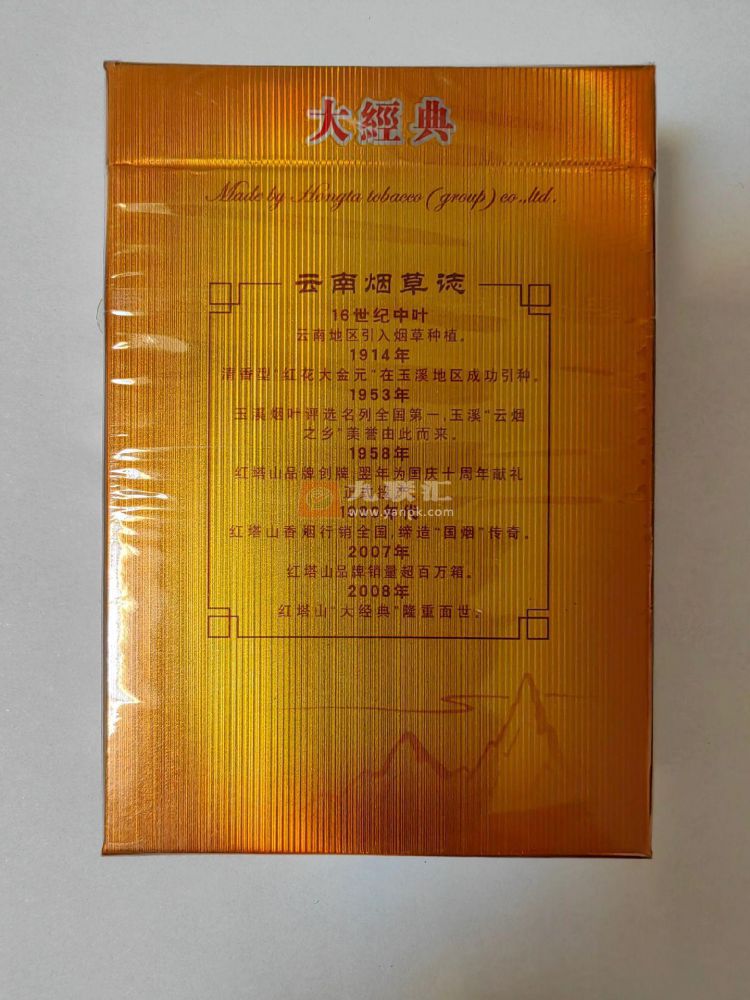 大經典
Made by Hongta tobacco (group) co.,ltd.
云南烟草志
16世纪中叶
云南地区引入烟草种植。
1914年
清香型"红花大金元"在玉溪地区成功引种。
1953年
玉溪烟叶评选名列全国第一,玉溪"云烟
之乡"美誉由此而来。
1958年
红塔山品牌创牌,翌年为国庆十周年献礼
九联汇
www.yanpk.com
红塔山香烟行销全国,缔造"国烟"传奇。
2007年
红塔山品牌销量超百万箱。
2008年
红塔山"大经典"隆重面世。